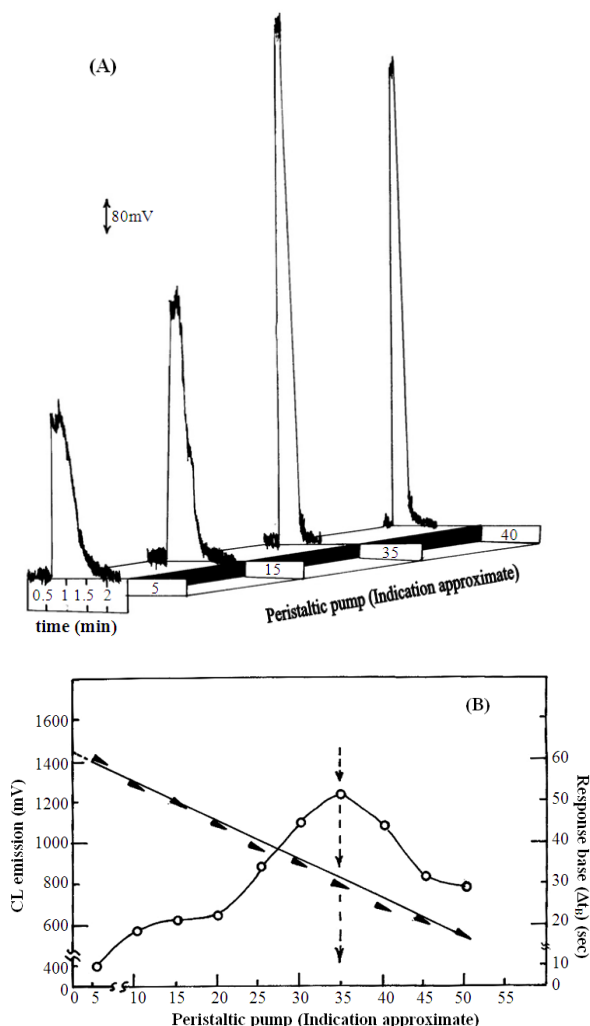 (A)
80mV
40
35
15
5
0.5 1 1.5 2
time (min)
Peristaltic pump (Indication approximate)
(B)
1600
1400
1200
1000
800
600
400
0
CL emission (mV)
60
50
40
30
20
10
0
Response base (Δt_B) (sec)
0 5 10 15 20 25 30 35 40 45 50 55
Peristaltic pump (Indication approximate)